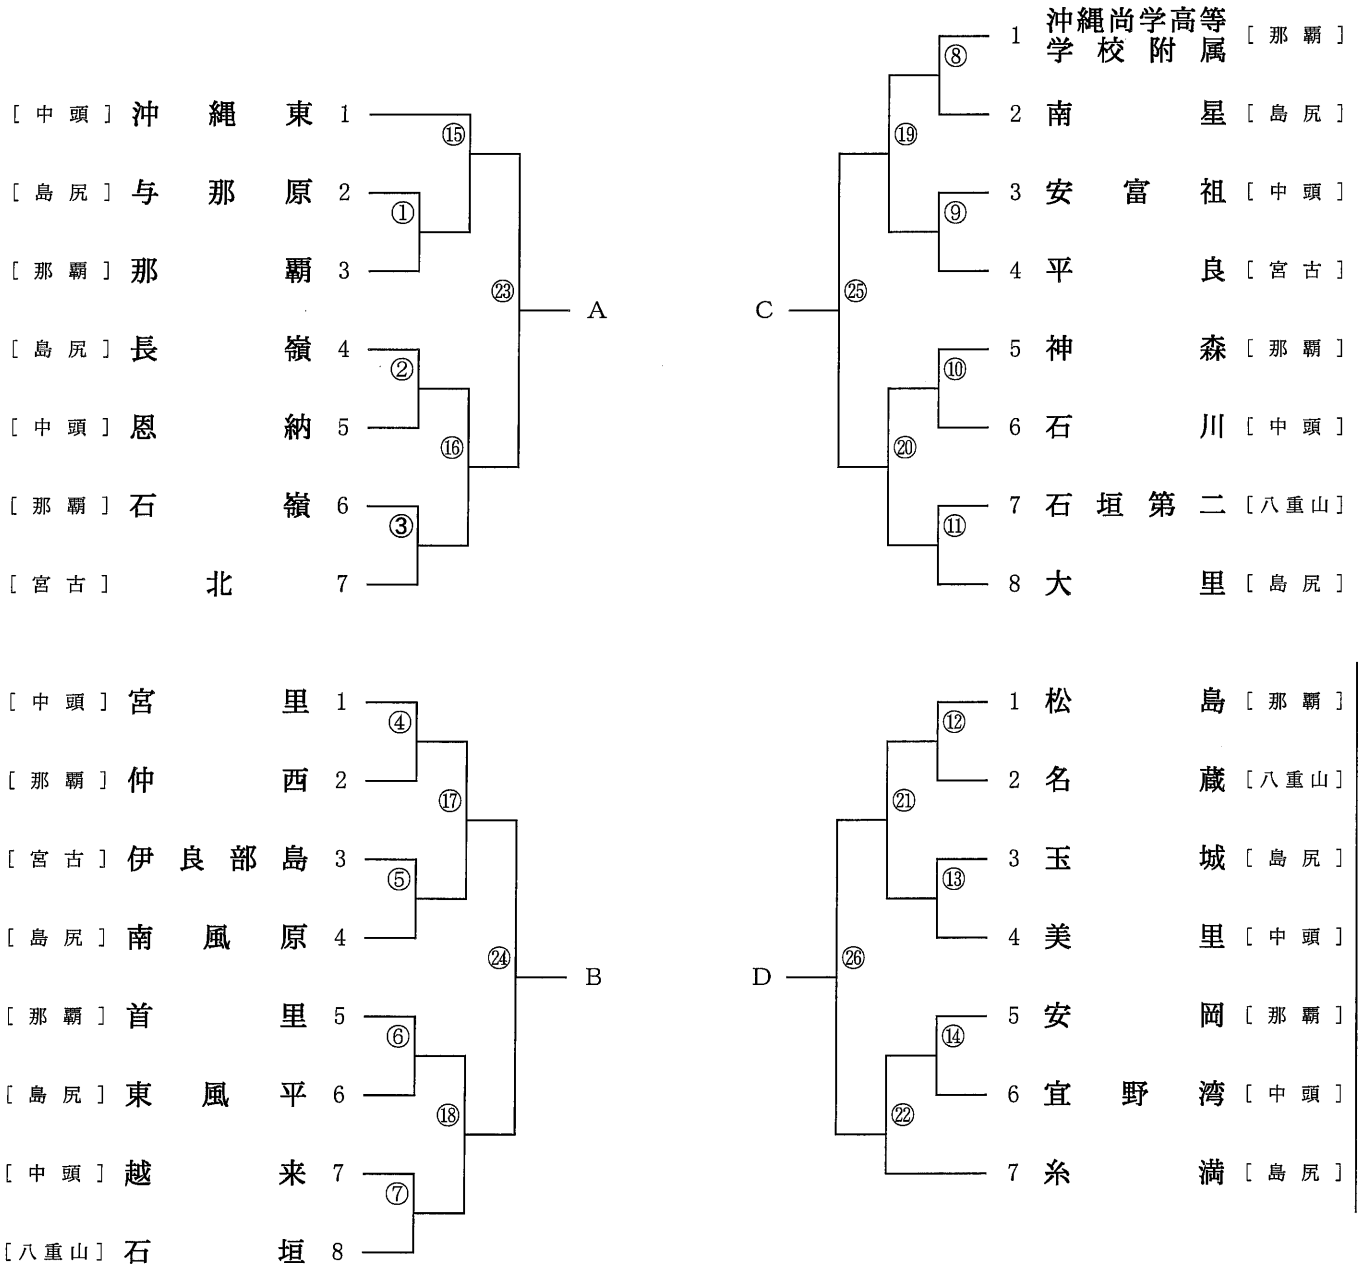 [中頭] 沖縄東 1
[島尻] 与那原 2
[那覇] 那覇 3
[島尻] 長嶺 4
[中頭] 恩納 5
[那覇] 石嶺 6
[宮古] 北 7
⑮
①
②
⑯
③
㉓
A
[中頭] 宮里 1
[那覇] 仲西 2
[宮古] 伊良部島 3
[島尻] 南風原 4
[那覇] 首里 5
[島尻] 東風平 6
[中頭] 越来 7
[八重山] 石垣 8
④
⑰
⑤
⑥
⑱
⑦
㉔
B
1 沖縄尚学高等
学校附属 [那覇]
2 南星 [島尻]
3 安富祖 [中頭]
4 平良 [宮古]
5 神森 [那覇]
6 石川 [中頭]
7 石垣第二 [八重山]
8 大里 [島尻]
⑧
⑲
⑨
⑩
⑳
⑪
㉕
C
1 松島 [那覇]
2 名蔵 [八重山]
3 玉城 [島尻]
4 美里 [中頭]
5 安岡 [那覇]
6 宜野湾 [中頭]
7 糸満 [島尻]
⑫
㉑
⑬
⑭
㉒
㉖
D